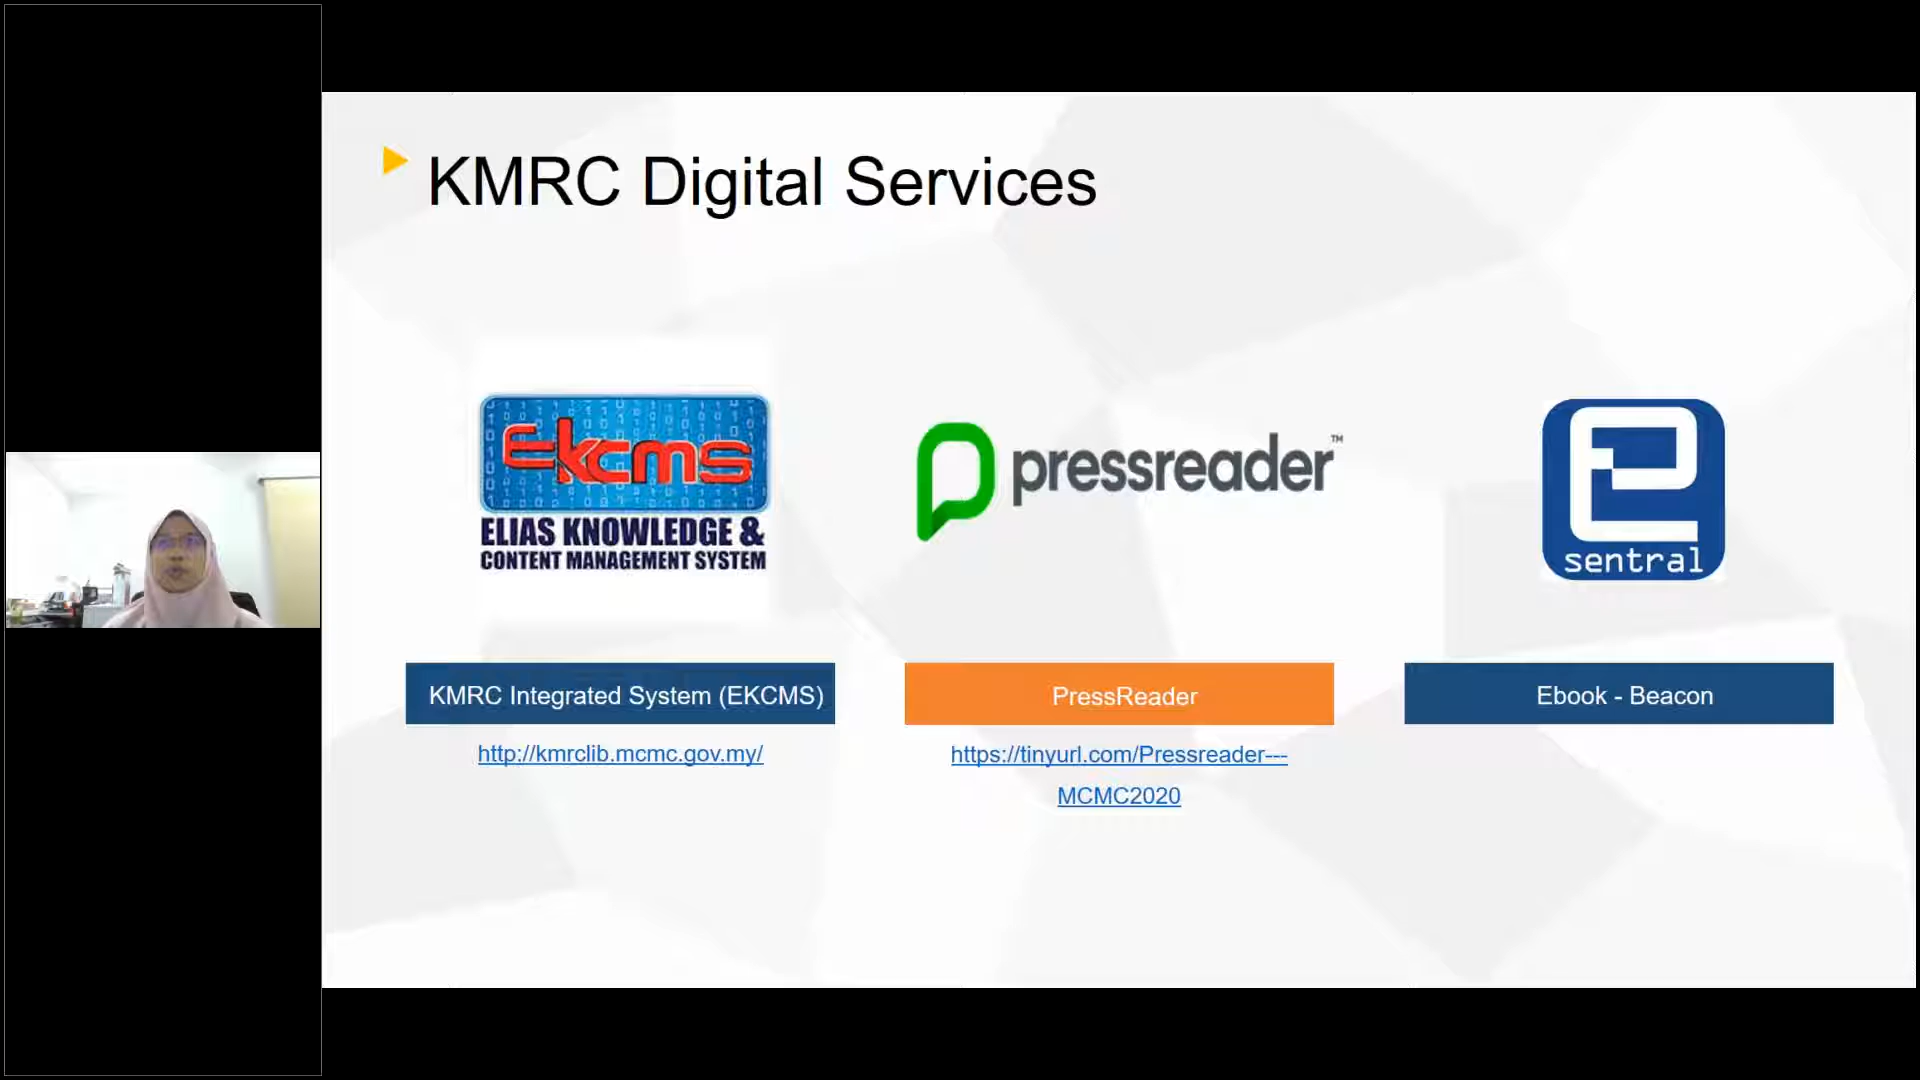 KMRC Digital Services
Ekcms
ELIAS KNOWLEDGE &
CONTENT MANAGEMENT SYSTEM
pressreader™
e
sentral
KMRC Integrated System (EKCMS)
PressReader
Ebook - Beacon
http://kmrclib.mcmc.gov.my/
https://tinyurl.com/Pressreader---
MCMC2020